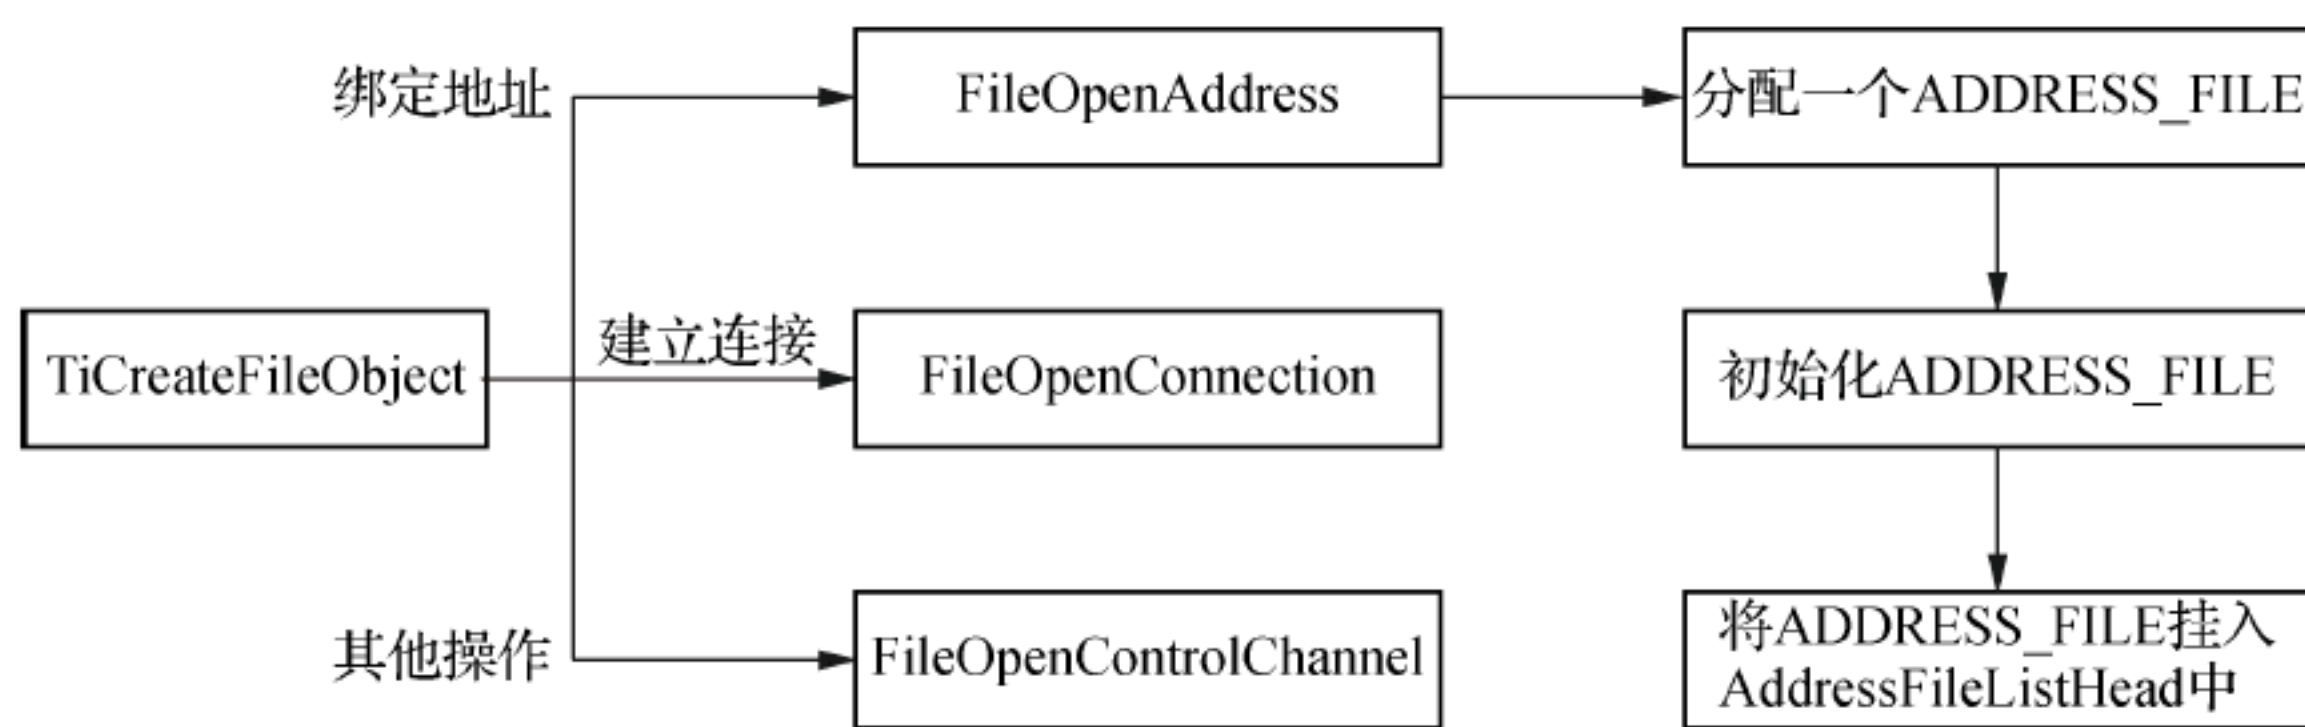 绑定地址
FileOpenAddress
分配一个ADDRESS_FILE
TiCreateFileObject
建立连接
FileOpenConnection
初始化ADDRESS_FILE
其他操作
FileOpenControlChannel
将ADDRESS_FILE挂入
AddressFileListHead中